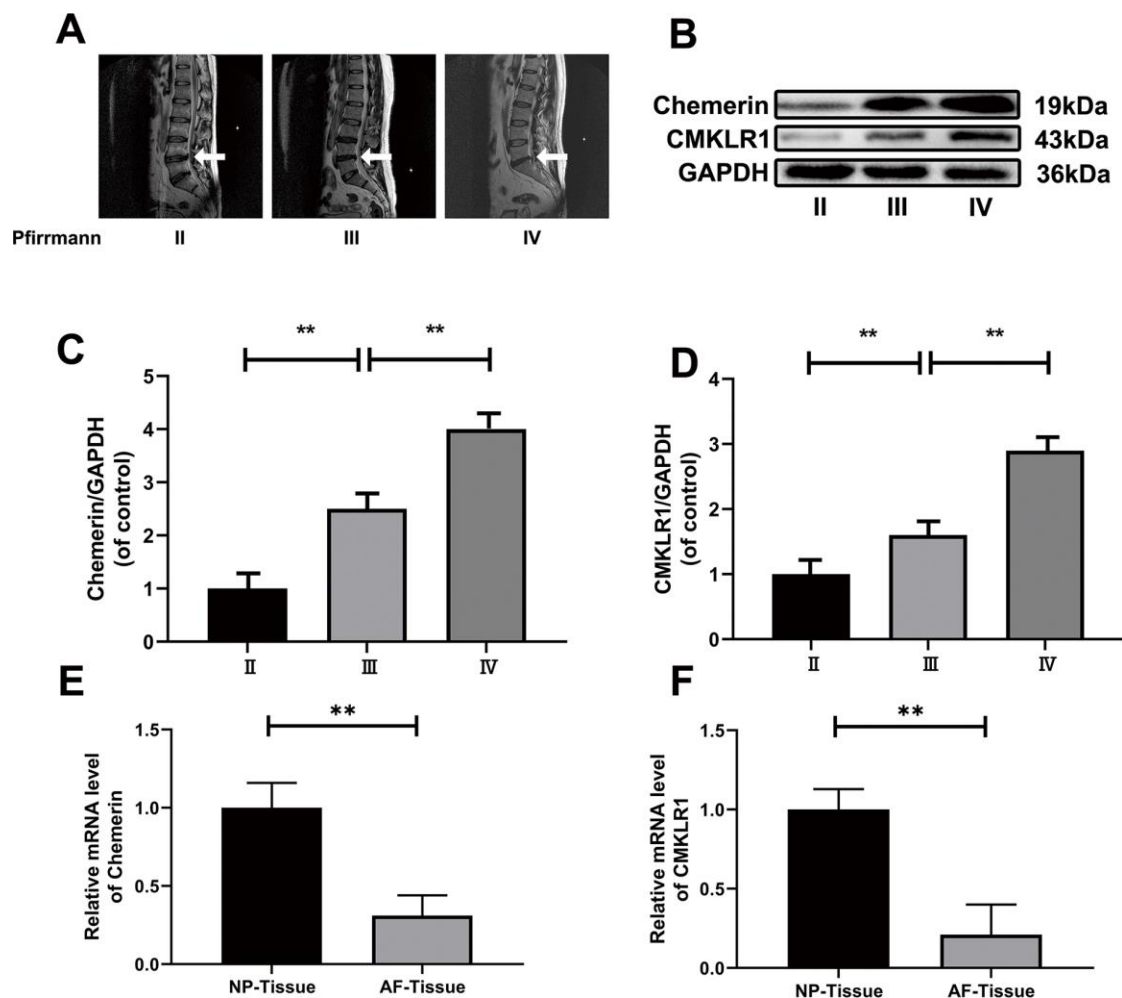 A
Pfirrmann II III IV
B
Chemerin 19kDa
CMKLR1 43kDa
GAPDH 36kDa
II III IV
C
** **
Chemerin/GAPDH
(of control)
5
4
3
2
1
0
Ⅱ Ⅲ Ⅳ
D
** **
CMKLR1/GAPDH
(of control)
4
3
2
1
0
Ⅱ Ⅲ Ⅳ
E
**
Relative mRNA level
of Chemerin
1.5
1.0
0.5
0.0
NP-Tissue AF-Tissue
F
**
Relative mRNA level
of CMKLR1
1.5
1.0
0.5
0.0
NP-Tissue AF-Tissue